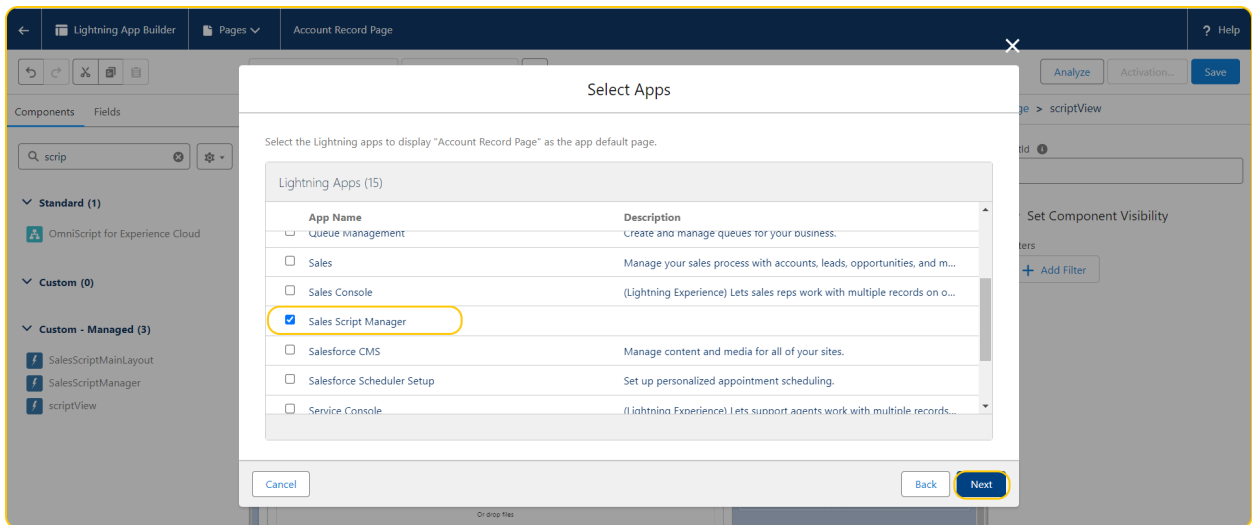 Lightning App Builder
Pages
Account Record Page
? Help
Analyze
Activation...
Save
Components
Fields
Select Apps
ge > scriptView
Select the Lightning apps to display "Account Record Page" as the app default page.
scrip
tId
Lightning Apps (15)
Standard (1)
App Name
Description
Set Component Visibility
OmniScript for Experience Cloud
Queue Management
Create and manage queues for your business.
ters
Sales
Manage your sales process with accounts, leads, opportunities, and m...
+ Add Filter
Custom (0)
Sales Console
(Lightning Experience) Lets sales reps work with multiple records on o...
Custom - Managed (3)
Sales Script Manager
SalesScriptMainLayout
Salesforce CMS
Manage content and media for all of your sites.
SalesScriptManager
Salesforce Scheduler Setup
Set up personalized appointment scheduling.
scriptView
Service Console
(Lightning Experience) Lets support agents work with multiple records...
Cancel
Back
Next
Or drop files